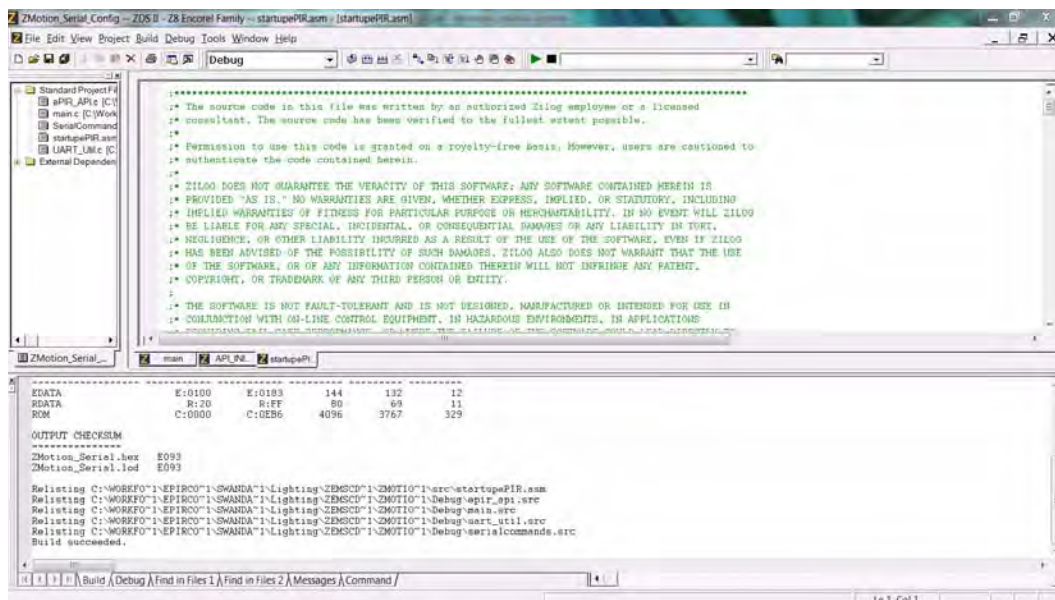 ZMotion_Serial_Config -- ZDS II - Z8 Encore! Family -- startupePIR.asm - [startupePIR.asm]
File Edit View Project Build Debug Tools Window Help
Debug
Standard Project Fil
ePIR_API.c [C:\
main.c [C:\Work
SerialCommand
startupePIR.asm
UART_Util.c [C:
External Dependen
ZMotion_Serial_...
;* The source code in this file was written by an authorized Zilog employee or a licensed
;* consultant. The source code has been verified to the fullest extent possible.
;*
;* Permission to use this code is granted on a royalty-free basis. However, users are cautioned to
;* authenticate the code contained herein.
;*
;* ZILOG DOES NOT GUARANTEE THE VERACITY OF THIS SOFTWARE; ANY SOFTWARE CONTAINED HEREIN IS
;* PROVIDED "AS IS." NO WARRANTIES ARE GIVEN, WHETHER EXPRESS, IMPLIED, OR STATUTORY, INCLUDING
;* IMPLIED WARRANTIES OF FITNESS FOR PARTICULAR PURPOSE OR MERCHANTABILITY. IN NO EVENT WILL ZILOG
;* BE LIABLE FOR ANY SPECIAL, INCIDENTAL, OR CONSEQUENTIAL DAMAGES OR ANY LIABILITY IN TORT,
;* NEGLIGENCE, OR OTHER LIABILITY INCURRED AS A RESULT OF THE USE OF THE SOFTWARE, EVEN IF ZILOG
;* HAS BEEN ADVISED OF THE POSSIBILITY OF SUCH DAMAGES. ZILOG ALSO DOES NOT WARRANT THAT THE USE
;* OF THE SOFTWARE, OR OF ANY INFORMATION CONTAINED THEREIN WILL NOT INFRINGE ANY PATENT,
;* COPYRIGHT, OR TRADEMARK OF ANY THIRD PERSON OR ENTITY.
;
;* THE SOFTWARE IS NOT FAULT-TOLERANT AND IS NOT DESIGNED, MANUFACTURED OR INTENDED FOR USE IN
;* CONJUNCTION WITH ON-LINE CONTROL EQUIPMENT, IN HAZARDOUS ENVIRONMENTS, IN APPLICATIONS
main API_INI... startupePI...
EDATA E:0100 E:0183 144 132 12
RDATA R:20 R:FF 80 69 11
ROM C:0000 C:0EB6 4096 3767 329
OUTPUT CHECKSUM
ZMotion_Serial.hex E093
ZMotion_Serial.lod E093
Relisting C:\WORKFO~1\EPIRCO~1\SWANDA~1\Lighting\ZEMSCD~1\ZMOTIO~1\src\startupePIR.asm
Relisting C:\WORKFO~1\EPIRCO~1\SWANDA~1\Lighting\ZEMSCD~1\ZMOTIO~1\Debug\epir_api.src
Relisting C:\WORKFO~1\EPIRCO~1\SWANDA~1\Lighting\ZEMSCD~1\ZMOTIO~1\Debug\main.src
Relisting C:\WORKFO~1\EPIRCO~1\SWANDA~1\Lighting\ZEMSCD~1\ZMOTIO~1\Debug\uart_util.src
Relisting C:\WORKFO~1\EPIRCO~1\SWANDA~1\Lighting\ZEMSCD~1\ZMOTIO~1\Debug\serialcommands.src
Build succeeded.
Build Debug Find in Files 1 Find in Files 2 Messages Command